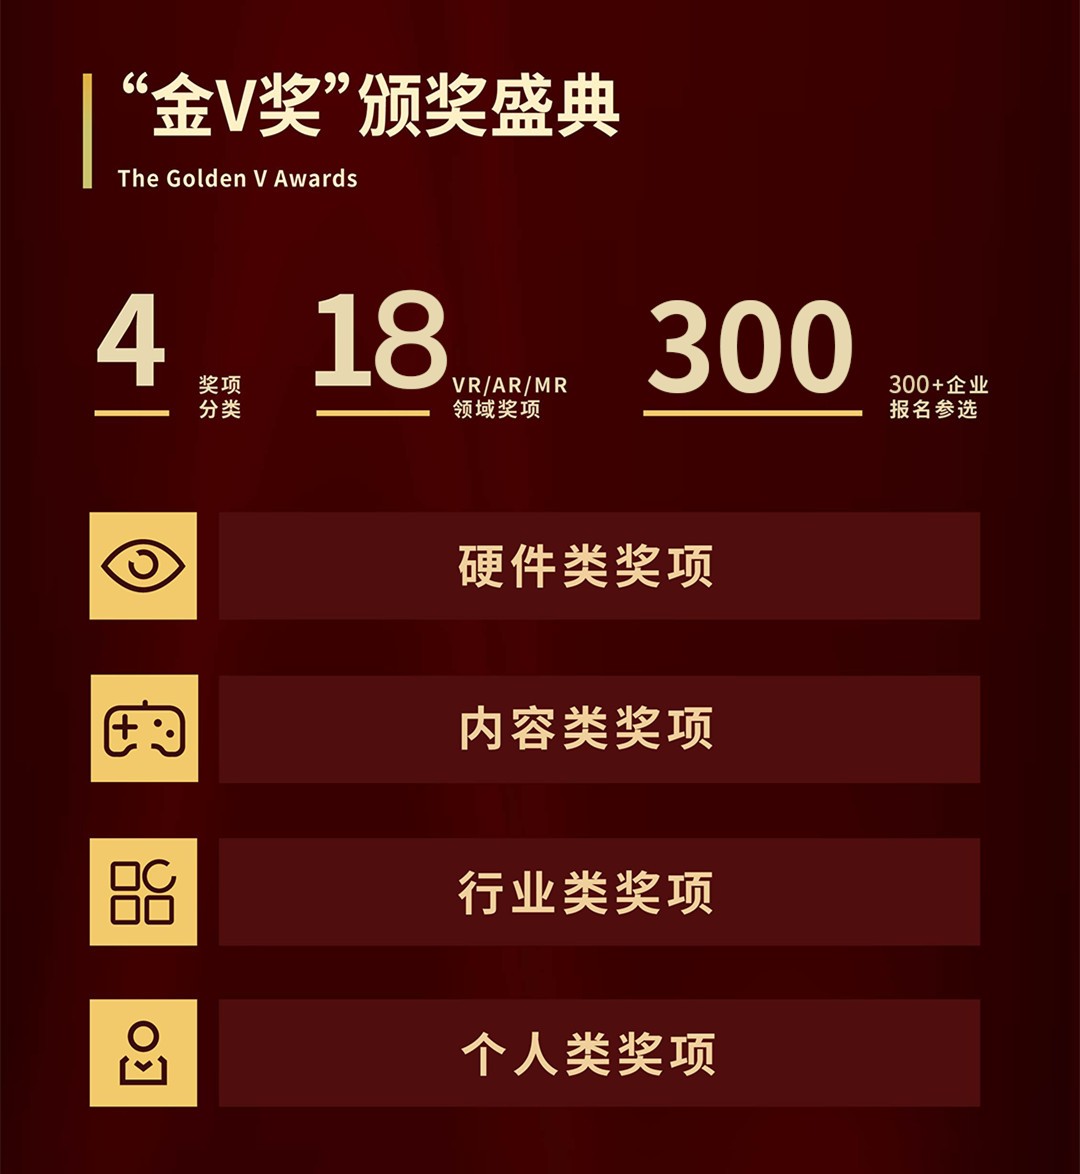 “金V奖”颁奖盛典
The Golden V Awards
4
奖项
分类
18
VR/AR/MR
领域奖项
300
300+企业
报名参选
硬件类奖项
内容类奖项
行业类奖项
个人类奖项